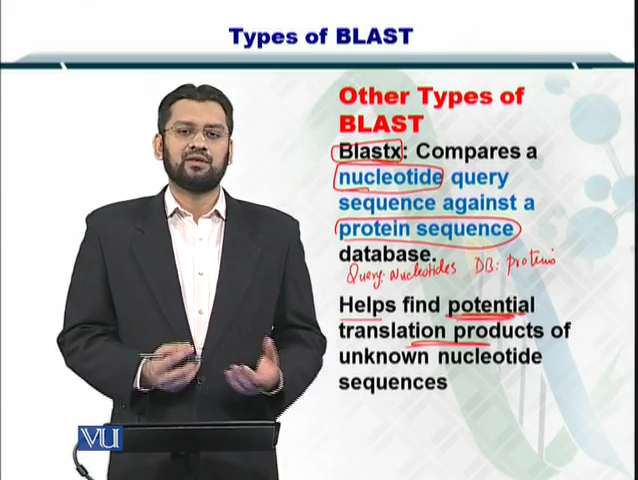 Types of BLAST
Other Types of
BLAST
Blastx: Compares a
nucleotide query
sequence against a
protein sequence
database.
Query: nucleotides DB: proteins
Helps find potential
translation products of
unknown nucleotide
sequences
VU